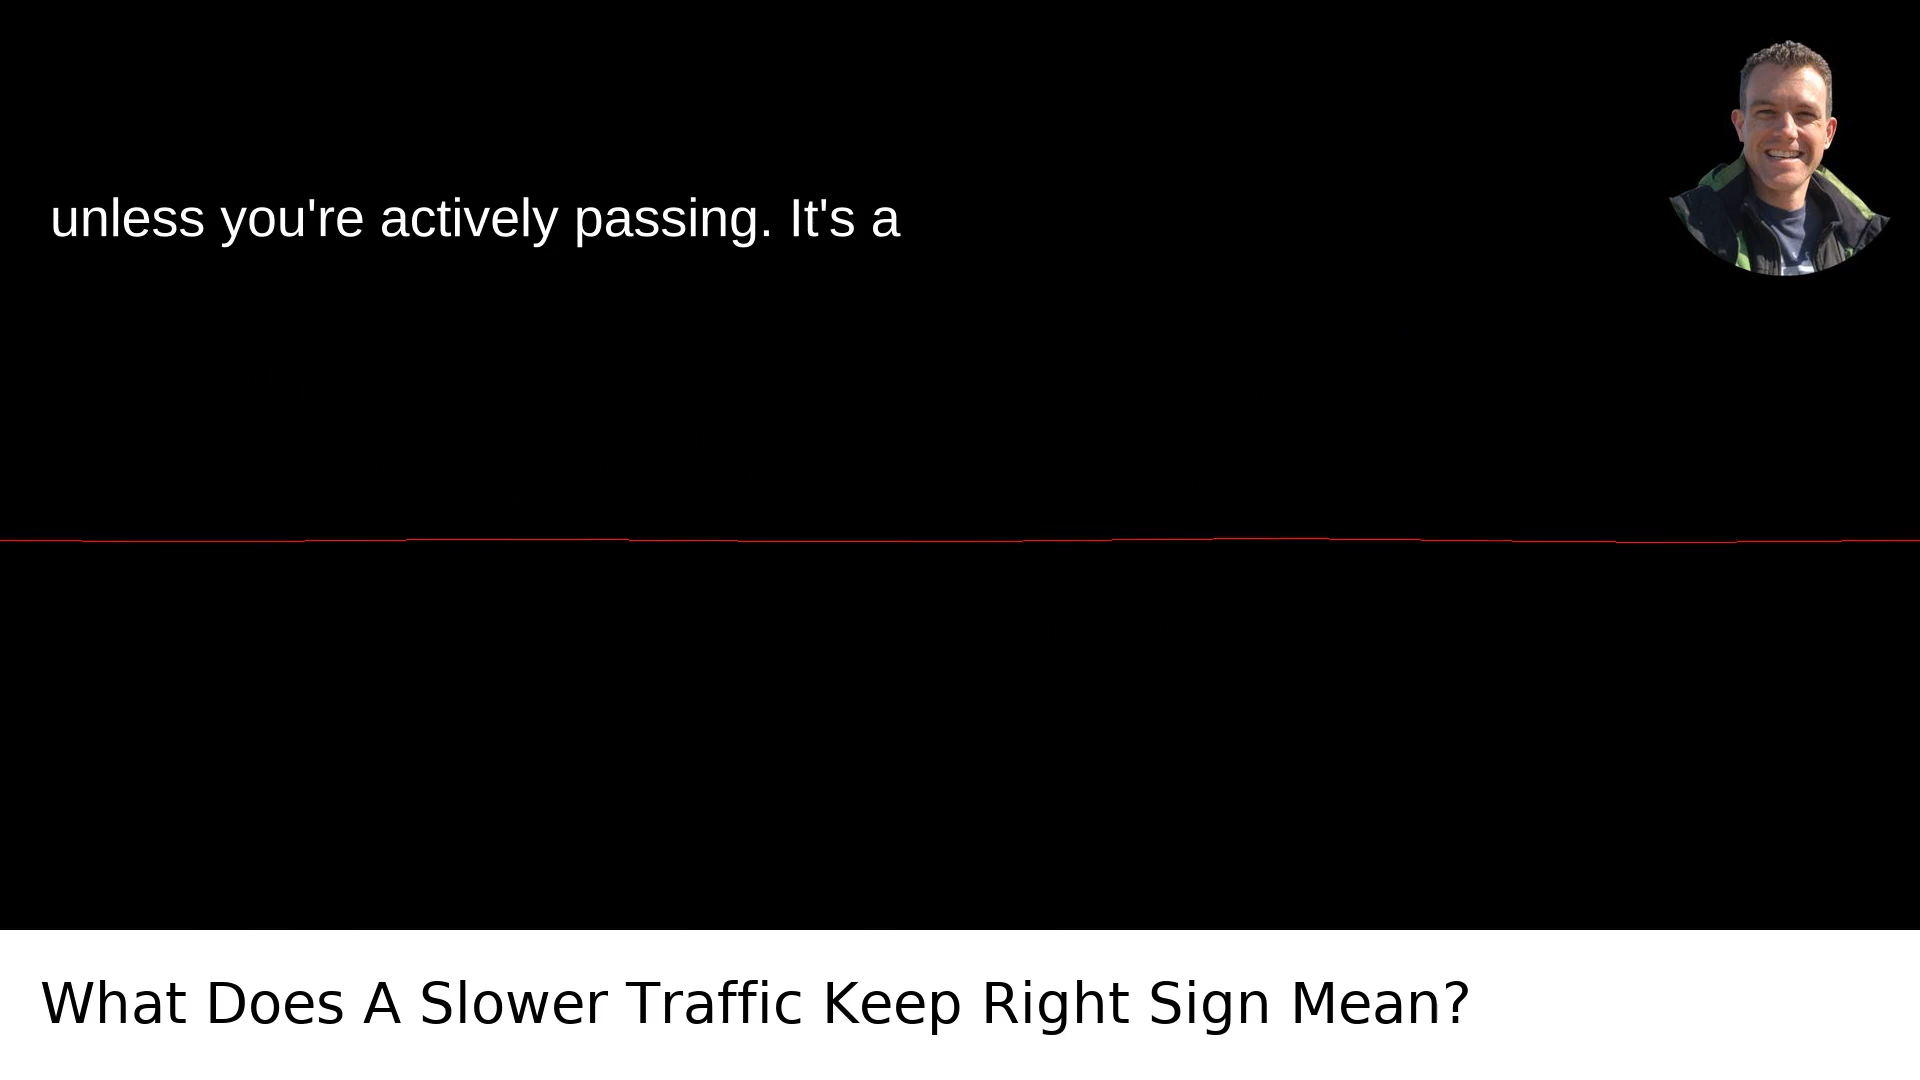 unless you're actively passing. It's a
What Does A Slower Traffic Keep Right Sign Mean?